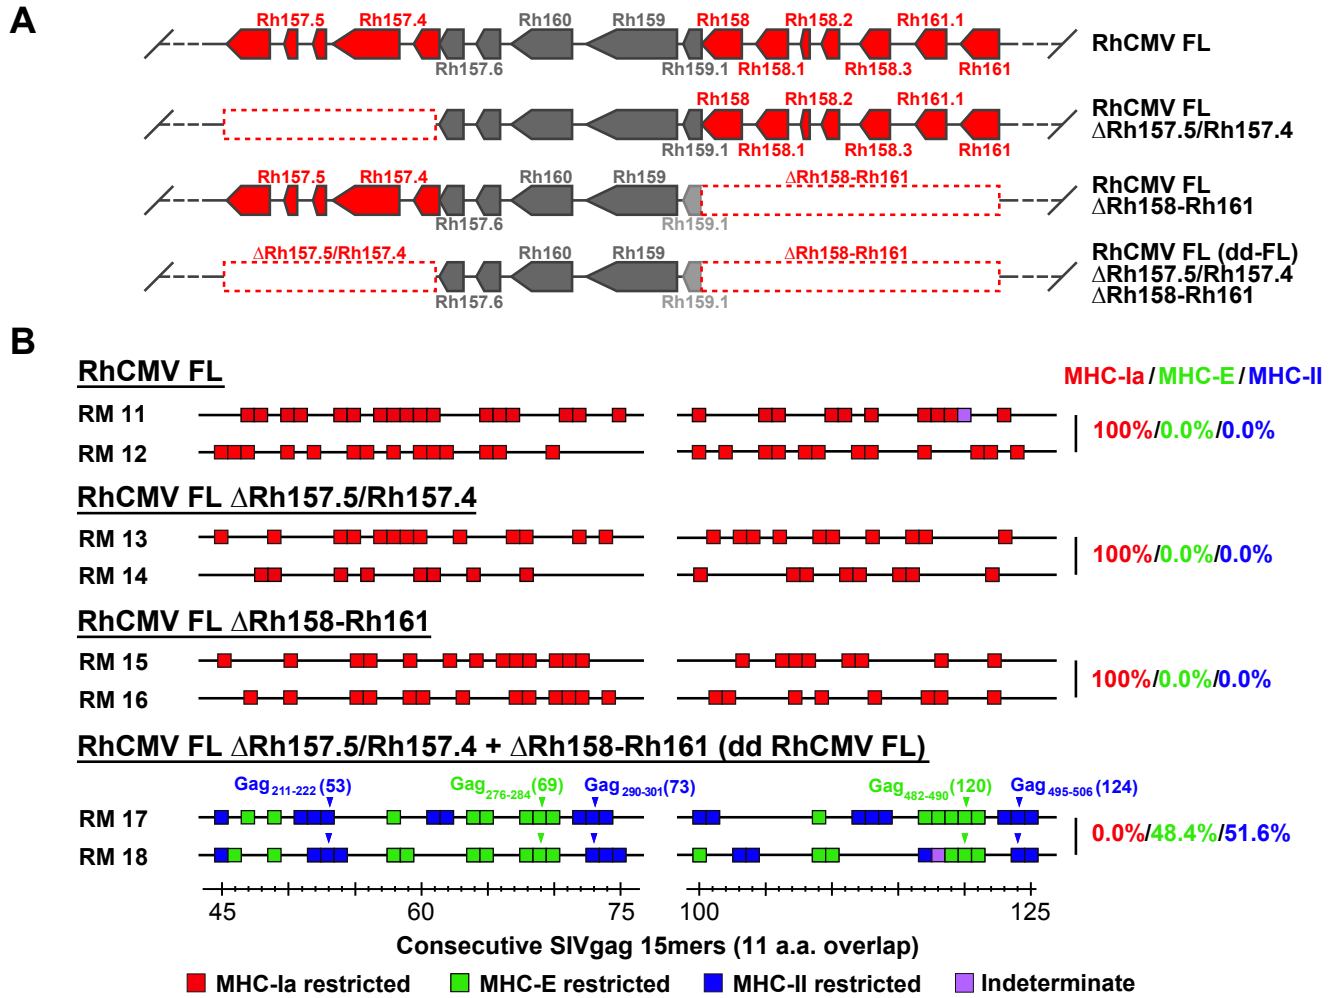 A
Rh157.5 Rh157.4 Rh160 Rh159 Rh158 Rh158.2 Rh161.1
RhCMV FL
Rh157.6 Rh159.1 Rh158.1 Rh158.3 Rh161
Rh158 Rh158.2 Rh161.1
RhCMV FL
ΔRh157.5/Rh157.4
Rh159.1 Rh158.1 Rh158.3 Rh161
Rh157.5 Rh157.4 Rh160 Rh159 ΔRh158-Rh161
RhCMV FL
ΔRh158-Rh161
Rh157.6 Rh159.1
ΔRh157.5/Rh157.4 Rh160 Rh159 ΔRh158-Rh161
RhCMV FL (dd-FL)
ΔRh157.5/Rh157.4
ΔRh158-Rh161
Rh157.6 Rh159.1
B
RhCMV FL
MHC-Ia/MHC-E/MHC-II
RM 11
RM 12
100%/0.0%/0.0%
RhCMV FL ΔRh157.5/Rh157.4
RM 13
RM 14
100%/0.0%/0.0%
RhCMV FL ΔRh158-Rh161
RM 15
RM 16
100%/0.0%/0.0%
RhCMV FL ΔRh157.5/Rh157.4 + ΔRh158-Rh161 (dd RhCMV FL)
Gag211-222 (53) Gag276-284 (69) Gag290-301 (73) Gag482-490 (120) Gag495-506 (124)
RM 17
RM 18
0.0%/48.4%/51.6%
45 60 75 100 125
Consecutive SIVgag 15mers (11 a.a. overlap)
MHC-Ia restricted MHC-E restricted MHC-II restricted Indeterminate